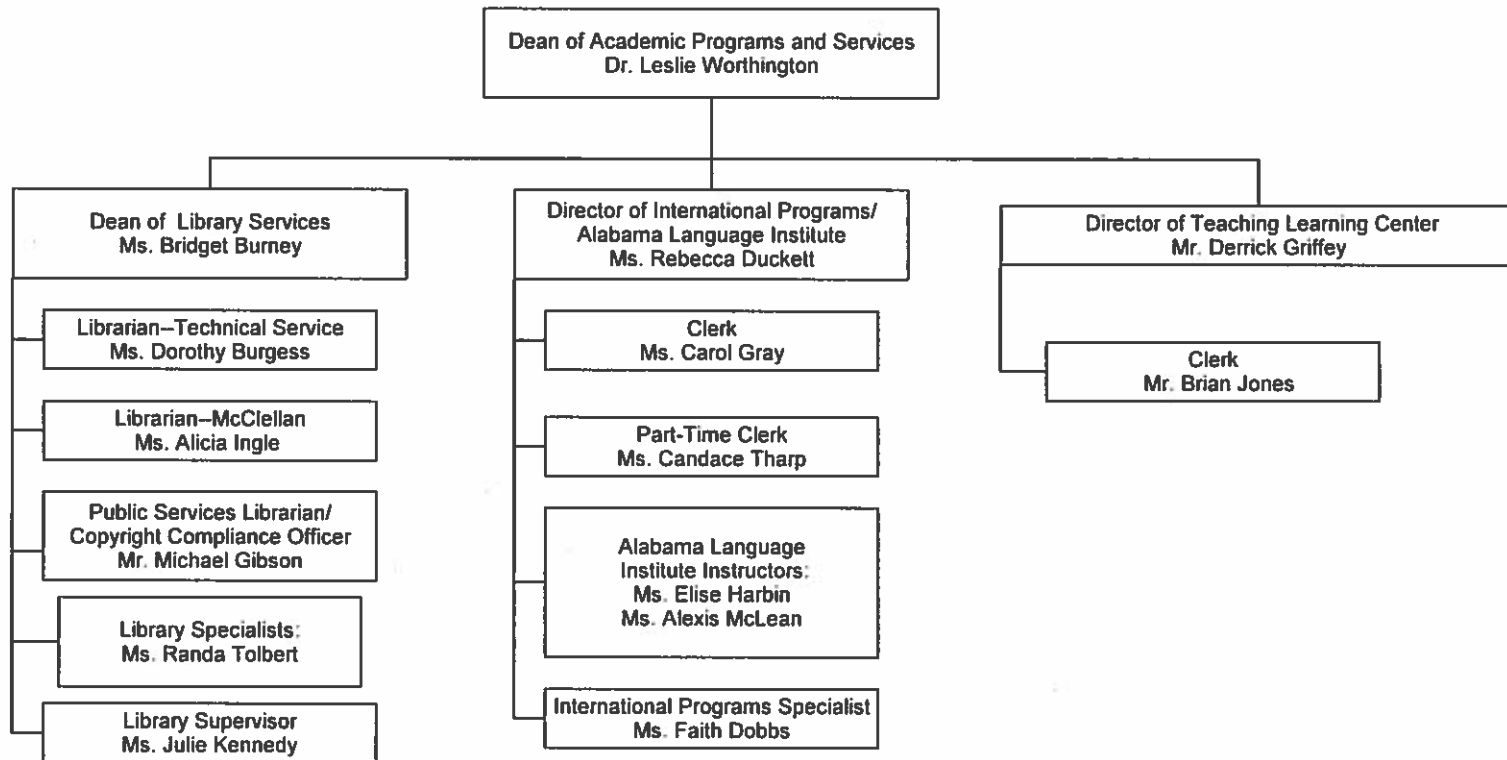 Dean of Academic Programs and Services
Dr. Leslie Worthington
Dean of Library Services
Ms. Bridget Burney
Librarian--Technical Service
Ms. Dorothy Burgess
Librarian--McClellan
Ms. Alicia Ingle
Public Services Librarian/
Copyright Compliance Officer
Mr. Michael Gibson
Library Specialists:
Ms. Randa Tolbert
Library Supervisor
Ms. Julie Kennedy
Director of International Programs/
Alabama Language Institute
Ms. Rebecca Duckett
Clerk
Ms. Carol Gray
Part-Time Clerk
Ms. Candace Tharp
Alabama Language
Institute Instructors:
Ms. Elise Harbin
Ms. Alexis McLean
International Programs Specialist
Ms. Faith Dobbs
Director of Teaching Learning Center
Mr. Derrick Griffey
Clerk
Mr. Brian Jones